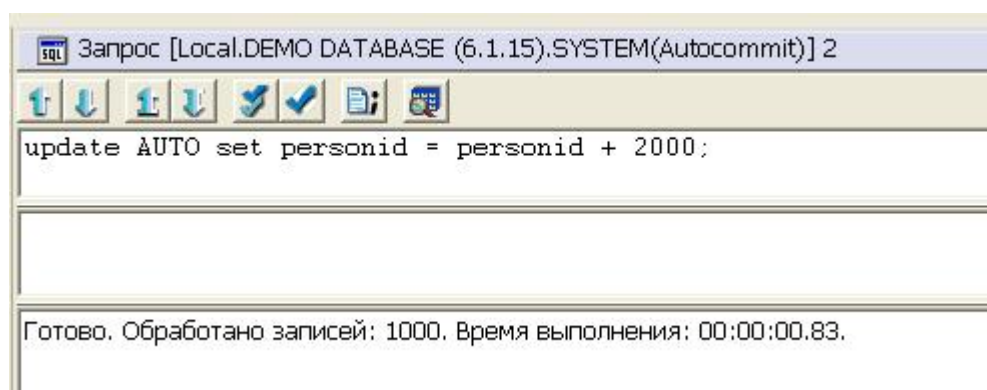 Запрос [Local.DEMO DATABASE (6.1.15).SYSTEM(Autocommit)] 2
update AUTO set personid = personid + 2000;
Готово. Обработано записей: 1000. Время выполнения: 00:00:00.83.